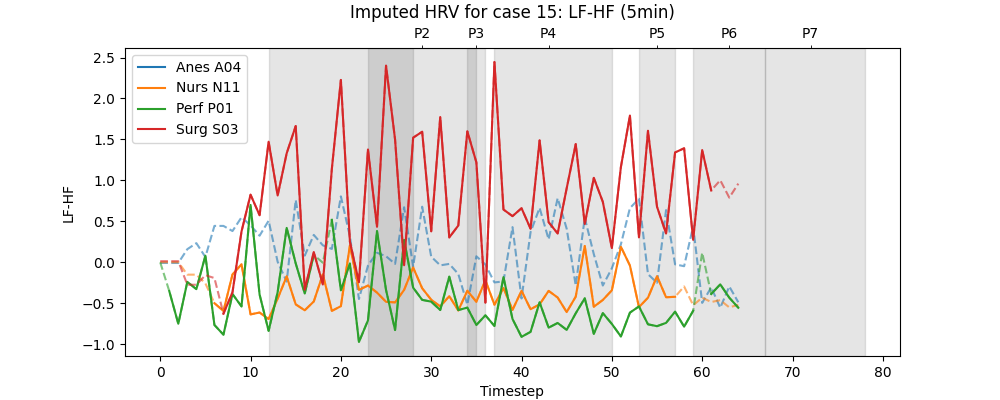 Imputed HRV for case 15: LF-HF (5min)
P2 P3 P4 P5 P6 P7
Anes A04
Nurs N11
Perf P01
Surg S03
2.5
2.0
1.5
1.0
0.5
0.0
−0.5
−1.0
LF-HF
0 10 20 30 40 50 60 70 80
Timestep